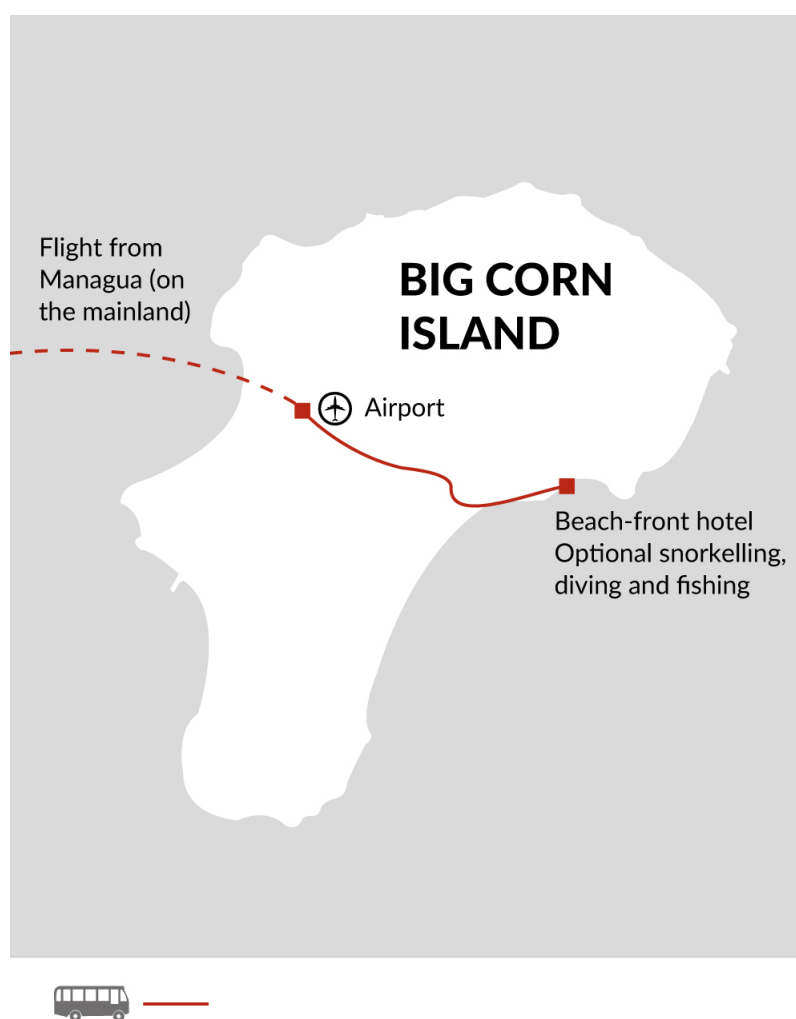 Flight from
Managua (on
the mainland)
BIG CORN
ISLAND
Airport
Beach-front hotel
Optional snorkelling,
diving and fishing